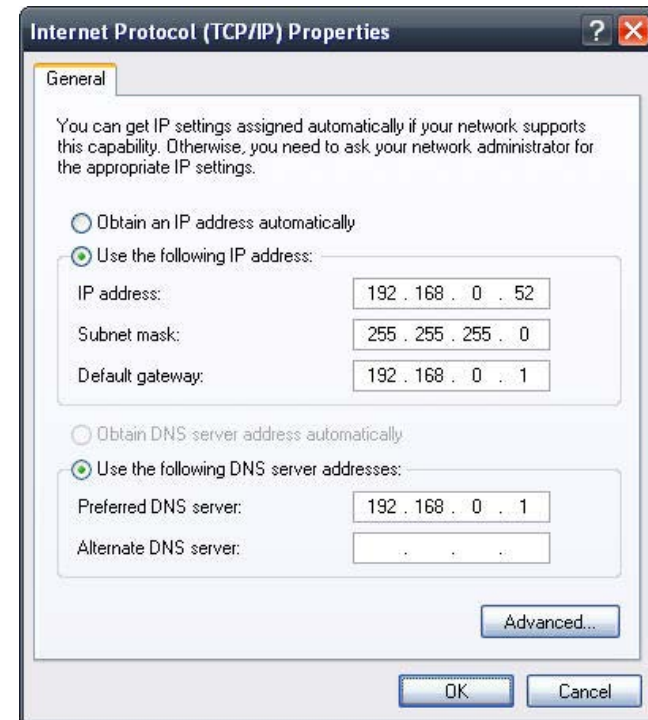 Internet Protocol (TCP/IP) Properties
General
You can get IP settings assigned automatically if your network supports
this capability. Otherwise, you need to ask your network administrator for
the appropriate IP settings.
Obtain an IP address automatically
Use the following IP address:
IP address: 192 . 168 . 0 . 52
Subnet mask: 255 . 255 . 255 . 0
Default gateway: 192 . 168 . 0 . 1
Obtain DNS server address automatically
Use the following DNS server addresses:
Preferred DNS server: 192 . 168 . 0 . 1
Alternate DNS server: . . .
Advanced...
OK Cancel